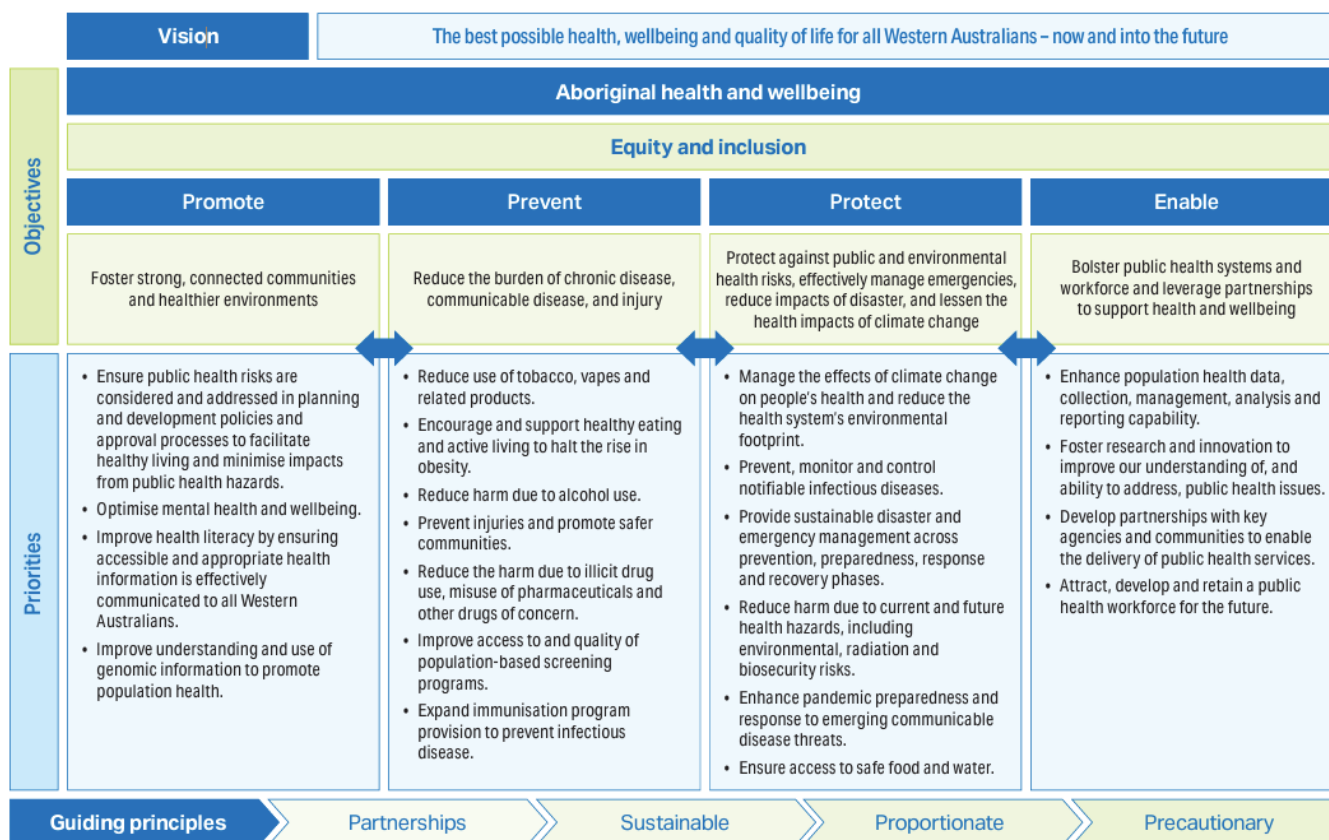 Vision
The best possible health, wellbeing and quality of life for all Western Australians – now and into the future
Objectives
Aboriginal health and wellbeing
Equity and inclusion
Promote
Foster strong, connected communities
and healthier environments
Prevent
Reduce the burden of chronic disease,
communicable disease, and injury
Protect
Protect against public and environmental
health risks, effectively manage emergencies,
reduce impacts of disaster, and lessen the
health impacts of climate change
Enable
Bolster public health systems and
workforce and leverage partnerships
to support health and wellbeing
Priorities
• Ensure public health risks are
considered and addressed in planning
and development policies and
approval processes to facilitate
healthy living and minimise impacts
from public health hazards.
• Optimise mental health and wellbeing.
• Improve health literacy by ensuring
accessible and appropriate health
information is effectively
communicated to all Western
Australians.
• Improve understanding and use of
genomic information to promote
population health.
• Reduce use of tobacco, vapes and
related products.
• Encourage and support healthy eating
and active living to halt the rise in
obesity.
• Reduce harm due to alcohol use.
• Prevent injuries and promote safer
communities.
• Reduce the harm due to illicit drug
use, misuse of pharmaceuticals and
other drugs of concern.
• Improve access to and quality of
population-based screening
programs.
• Expand immunisation program
provision to prevent infectious
disease.
• Manage the effects of climate change
on people's health and reduce the
health system's environmental
footprint.
• Prevent, monitor and control
notifiable infectious diseases.
• Provide sustainable disaster and
emergency management across
prevention, preparedness, response
and recovery phases.
• Reduce harm due to current and future
health hazards, including
environmental, radiation and
biosecurity risks.
• Enhance pandemic preparedness and
response to emerging communicable
disease threats.
• Ensure access to safe food and water.
• Enhance population health data,
collection, management, analysis and
reporting capability.
• Foster research and innovation to
improve our understanding of, and
ability to address, public health issues.
• Develop partnerships with key
agencies and communities to enable
the delivery of public health services.
• Attract, develop and retain a public
health workforce for the future.
Guiding principles
Partnerships
Sustainable
Proportionate
Precautionary